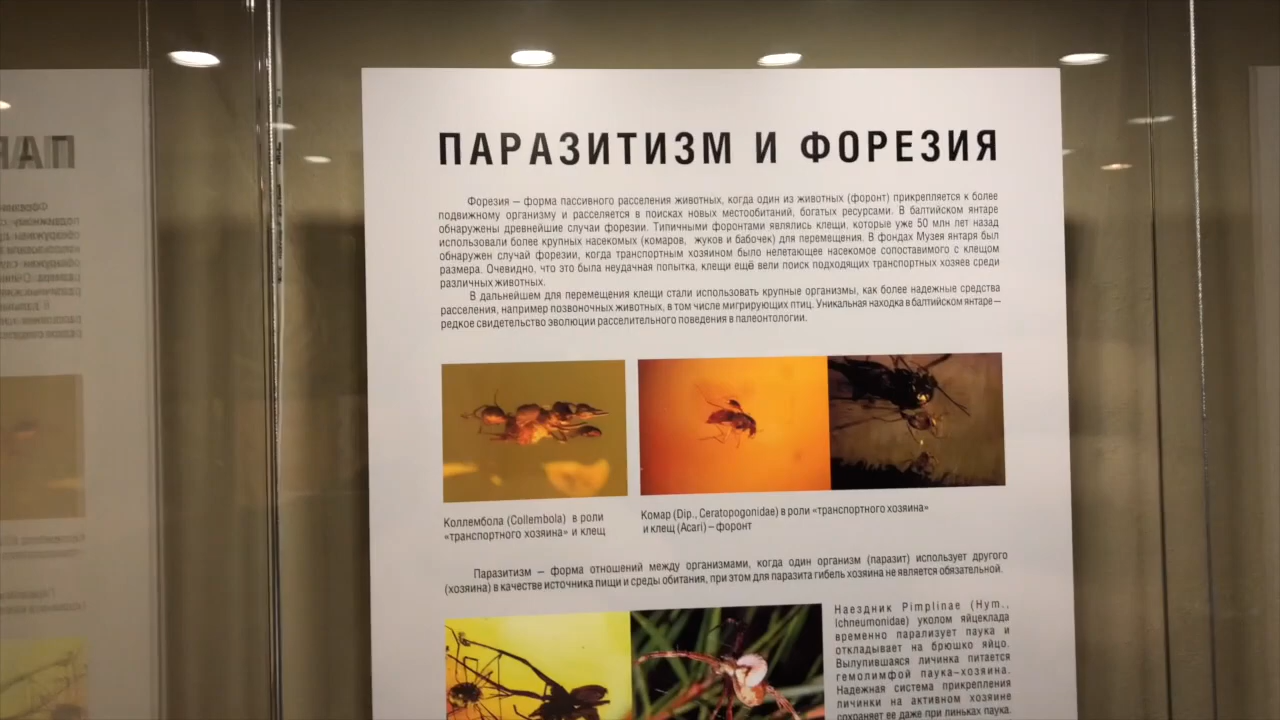 ПАРАЗИТИЗМ И ФОРЕЗИЯ
Форезия – форма пассивного расселения животных, когда один из животных (форонт) прикрепляется к более
подвижному организму и расселяется в поисках новых местообитаний, богатых ресурсами. В балтийском янтаре
обнаружены древнейшие случаи форезии. Типичными форонтами являлись клещи, которые уже 50 млн лет назад
использовали более крупных насекомых (комаров, жуков и бабочек) для перемещения. В фондах Музея янтаря был
обнаружен случай форезии, когда транспортным хозяином было нелетающее насекомое сопоставимого с клещом
размера. Очевидно, что это была неудачная попытка, клещи ещё вели поиск подходящих транспортных хозяев среди
различных животных.
В дальнейшем для перемещения клещи стали использовать крупные организмы, как более надежные средства
расселения, например позвоночных животных, в том числе мигрирующих птиц. Уникальная находка в балтийском янтаре –
редкое свидетельство эволюции расселительного поведения в палеонтологии.
Коллембола (Collembola) в роли
«транспортного хозяина» и клещ
Комар (Dip., Ceratopogonidae) в роли «транспортного хозяина»
и клещ (Acari) – форонт
Паразитизм – форма отношений между организмами, когда один организм (паразит) использует другого
(хозяина) в качестве источника пищи и среды обитания, при этом для паразита гибель хозяина не является обязательной.
Наездник Pimplinae (Hym.,
Ichneumonidae) уколом яйцеклада
временно парализует паука и
откладывает на брюшко яйцо.
Вылупившаяся личинка питается
гемолимфой паука-хозяина.
Надежная система прикрепления
личинки на активном хозяине
сохраняет ее даже при линьках паука.